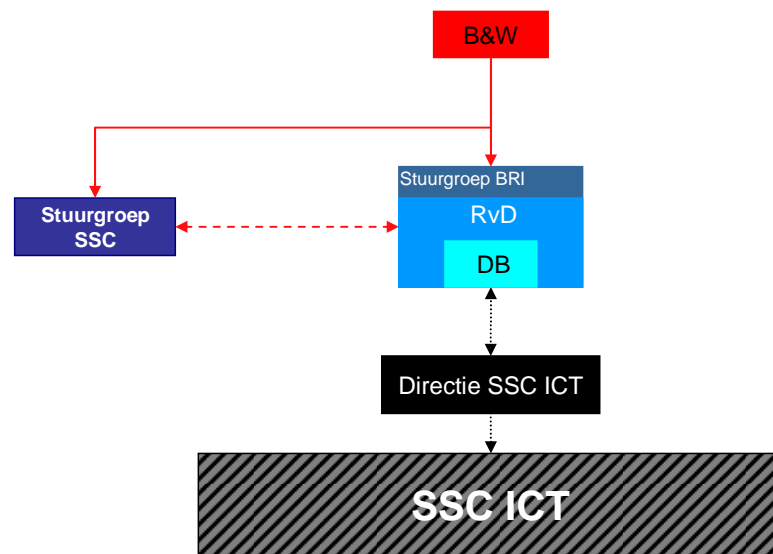 B&W
Stuurgroep BRI
Stuurgroep
SSC
RvD
DB
Directie SSC ICT
SSC ICT